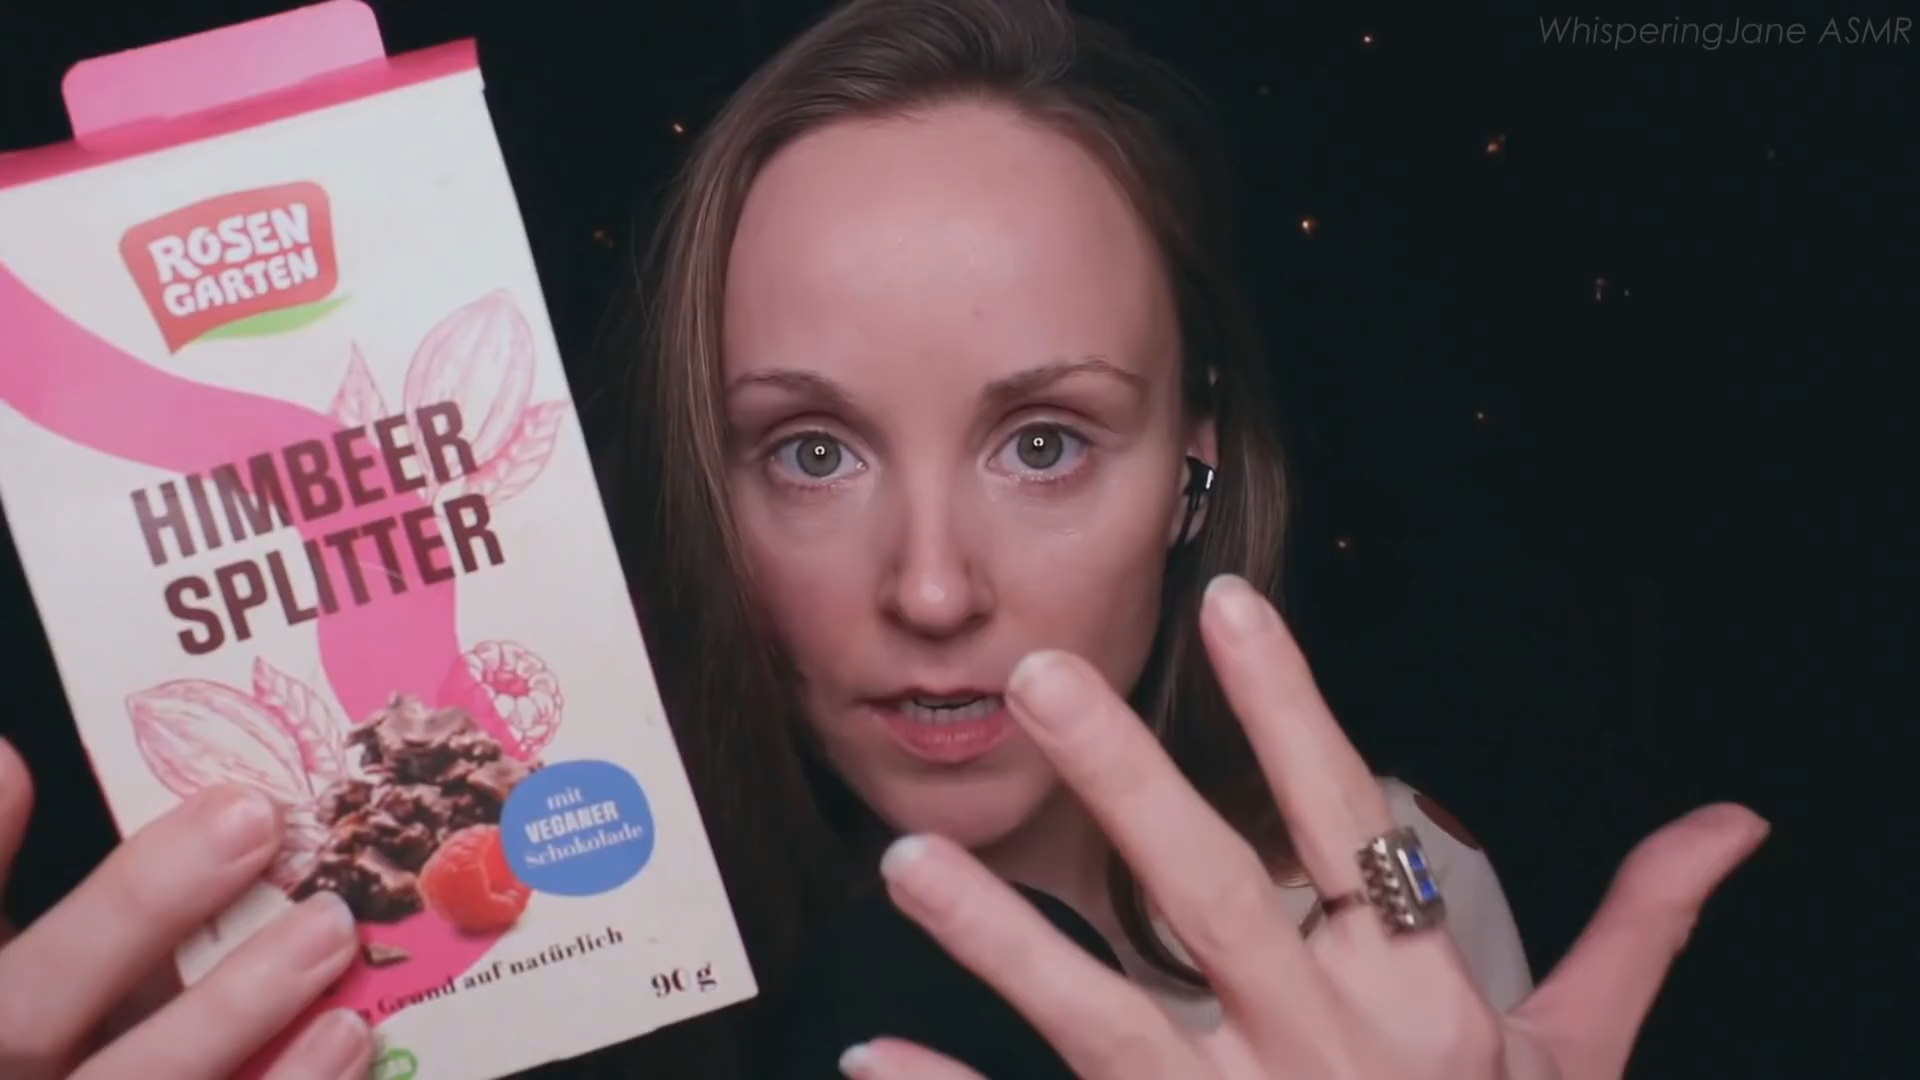 WhisperingJane ASMR
ROSEN
GARTEN
HIMBEER
SPLITTER
mit
VEGANER
Schokolade
Grund auf natürlich
90 g